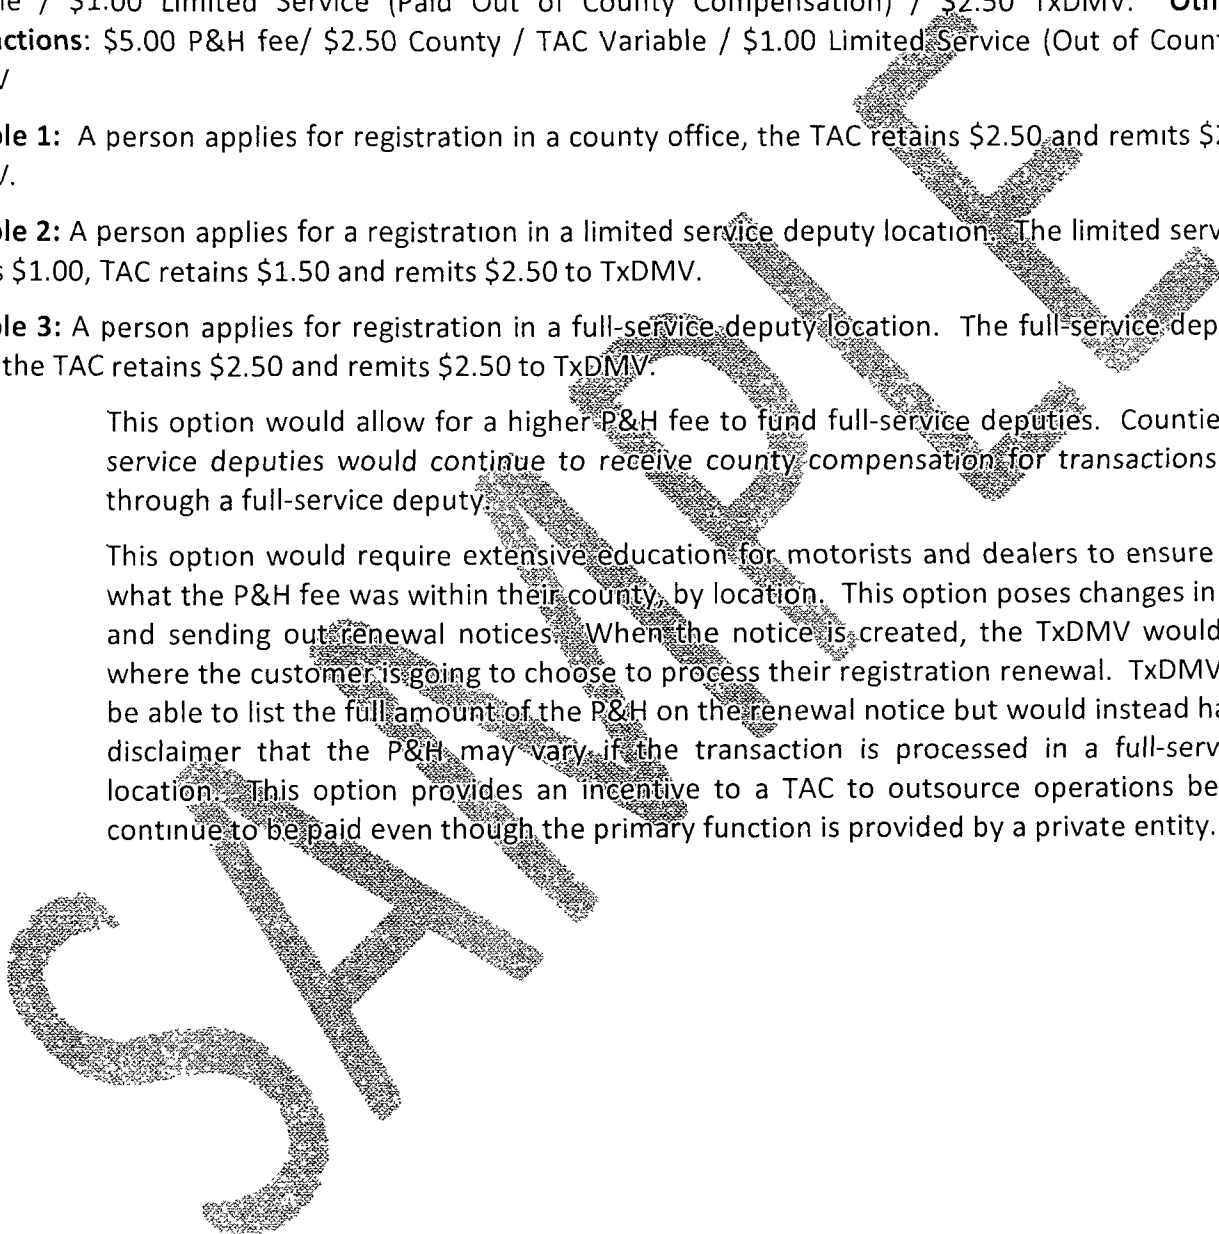 / $1.00 Limited Service (Paid Out of County Compensation) / $2.50 TxDMV.
actions: $5.00 P&H fee/ $2.50 County / TAC Variable / $1.00 Limited Service (Out of Coun
ple 1: A person applies for registration in a county office, the TAC retains $2.50 and remits
ple 2: A person applies for a registration in a limited service deputy location. The limited serv
s $1.00, TAC retains $1.50 and remits $2.50 to TxDMV.
ple 3: A person applies for registration in a full-service deputy location. The full-service dep
the TAC retains $2.50 and remits $2.50 to TxDMV.
This option would allow for a higher P&H fee to fund full-service deputies. Countie
service deputies would continue to receive county compensation for transactions
through a full-service deputy.
This option would require extensive education for motorists and dealers to ensure
what the P&H fee was within their county, by location. This option poses changes in
and sending out renewal notices. When the notice is created, the TxDMV would
where the customer is going to choose to process their registration renewal. TxDMV
be able to list the full amount of the P&H on the renewal notice but would instead ha
disclaimer that the P&H may vary if the transaction is processed in a full-serv
location. This option provides an incentive to a TAC to outsource operations be
continue to be paid even though the primary function is provided by a private entity.
SAMPLE